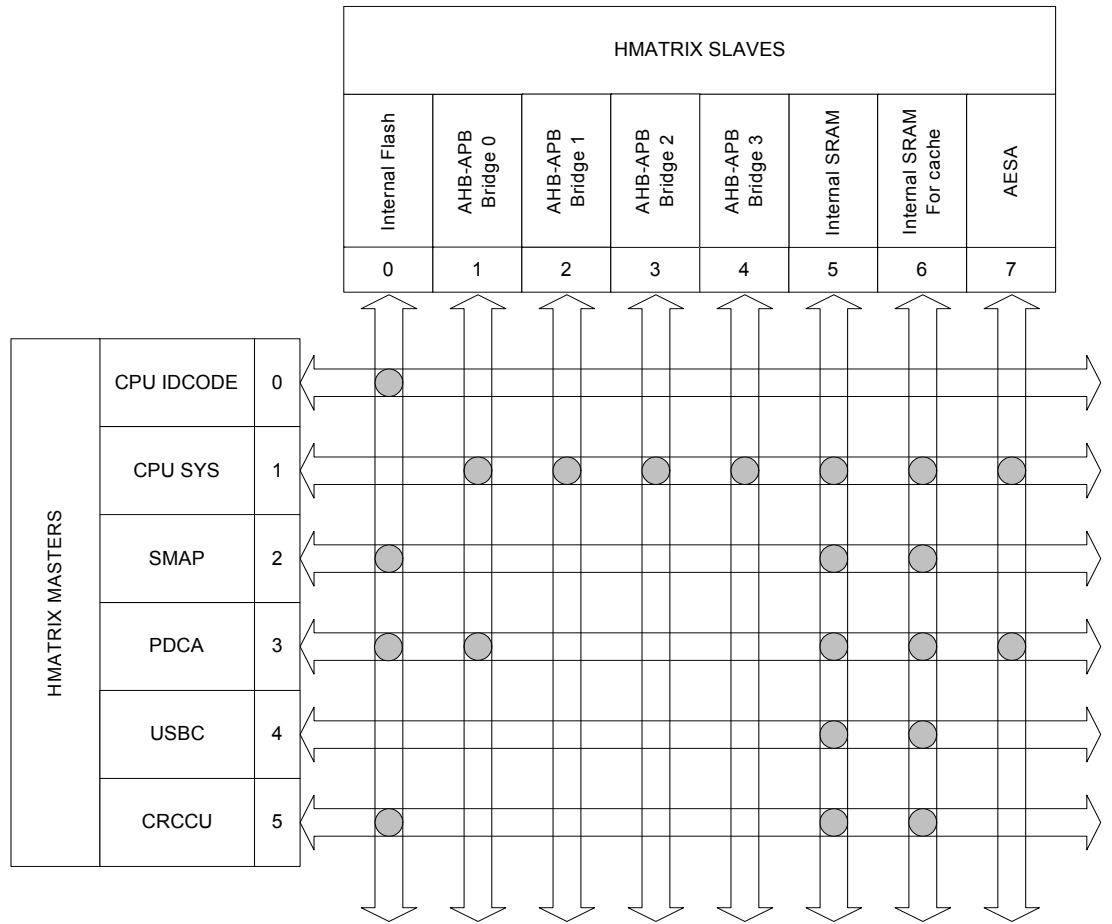 HMATRIX SLAVES
Internal Flash
AHB-APB
Bridge 0
AHB-APB
Bridge 1
AHB-APB
Bridge 2
AHB-APB
Bridge 3
Internal SRAM
Internal SRAM
For cache
AESA
0 1 2 3 4 5 6 7
HMATRIX MASTERS
CPU IDCODE 0
CPU SYS 1
SMAP 2
PDCA 3
USBC 4
CRCCU 5